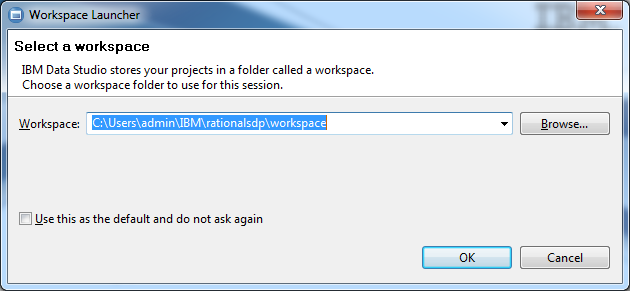 Workspace Launcher
Select a workspace
IBM Data Studio stores your projects in a folder called a workspace.
Choose a workspace folder to use for this session.
Workspace: C:\Users\admin\IBM\rationalsdp\workspace Browse...
Use this as the default and do not ask again
OK Cancel